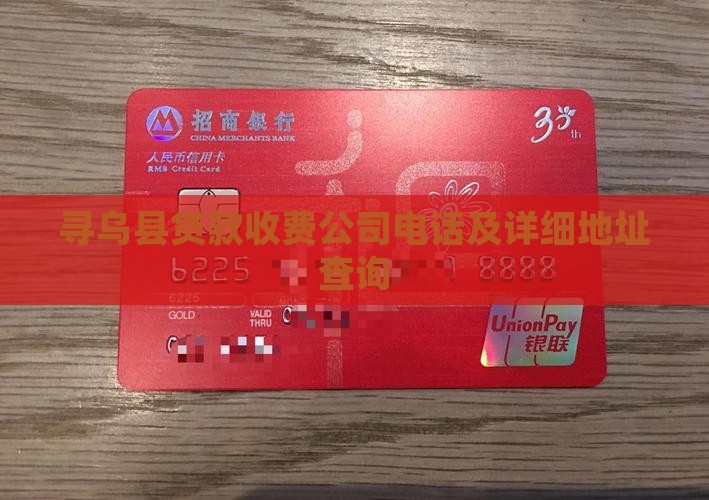 招商银行
CHINA MERCHANTS BANK
30th
人民币信用卡
RMB Credit Card
寻乌县贷款收费公司电话及详细地址
查询
6225 1 8888
6225
GOLD VALID THRU
UnionPay
银联